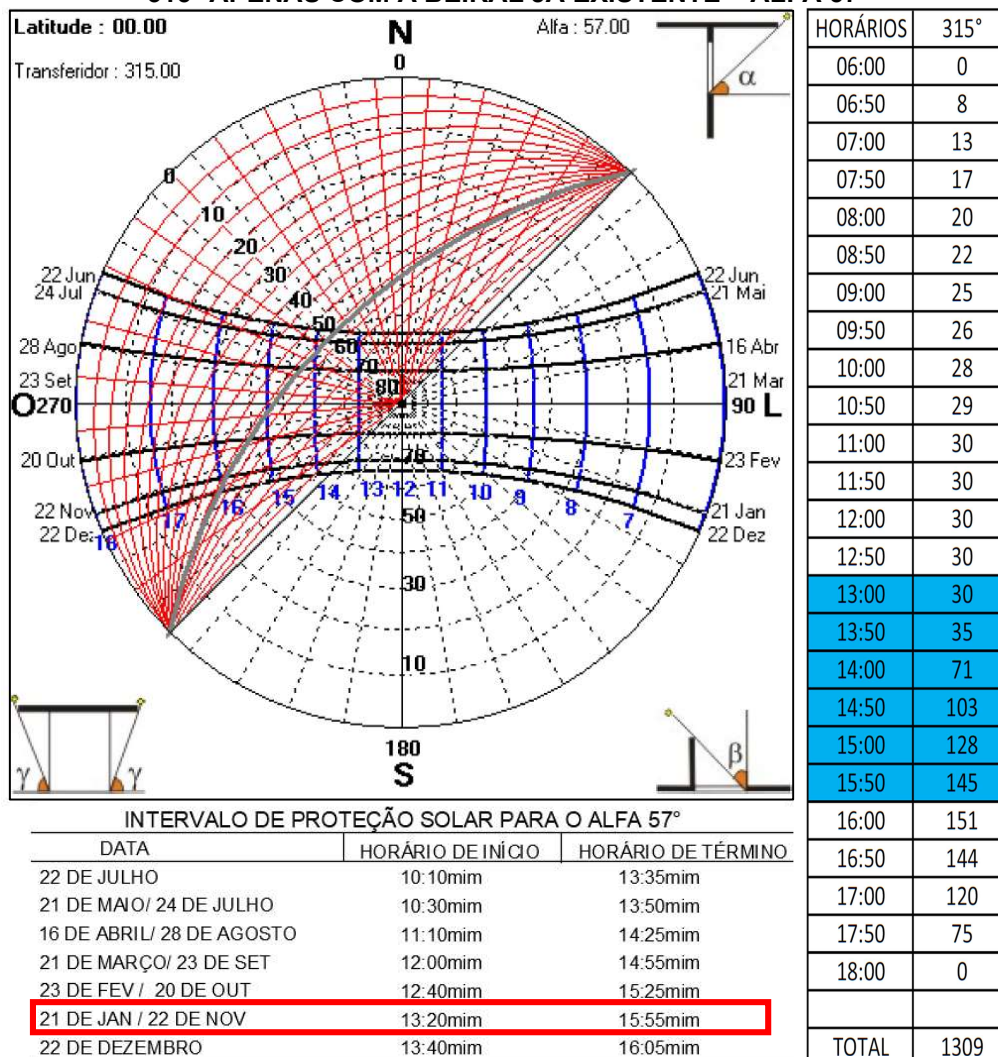 Latitude : 00.00
N
Alfa : 57.00
0
Transferidor : 315.00
α
0
10
20
30
40
50
60
70
80
22 Jun
24 Jul
28 Ago
23 Set
O270
20 Out
22 Nov
22 Dez
22 Jun
21 Mai
16 Abr
21 Mar
90 L
23 Fev
21 Jan
22 Dez
18
17
16
15
14
13
12
11
10
9
8
7
70
50
30
10
180
S
γ
γ
β
INTERVALO DE PROTEÇÃO SOLAR PARA O ALFA 57°
DATA HORÁRIO DE INÍCIO HORÁRIO DE TÉRMINO
22 DE JULHO 10:10mim 13:35mim
21 DE MAIO/ 24 DE JULHO 10:30mim 13:50mim
16 DE ABRIL/ 28 DE AGOSTO 11:10mim 14:25mim
21 DE MARÇO/ 23 DE SET 12:00mim 14:55mim
23 DE FEV / 20 DE OUT 12:40mim 15:25mim
21 DE JAN / 22 DE NOV 13:20mim 15:55mim
22 DE DEZEMBRO 13:40mim 16:05mim
HORÁRIOS 315°
06:00 0
06:50 8
07:00 13
07:50 17
08:00 20
08:50 22
09:00 25
09:50 26
10:00 28
10:50 29
11:00 30
11:50 30
12:00 30
12:50 30
13:00 30
13:50 35
14:00 71
14:50 103
15:00 128
15:50 145
16:00 151
16:50 144
17:00 120
17:50 75
18:00 0
TOTAL 1309